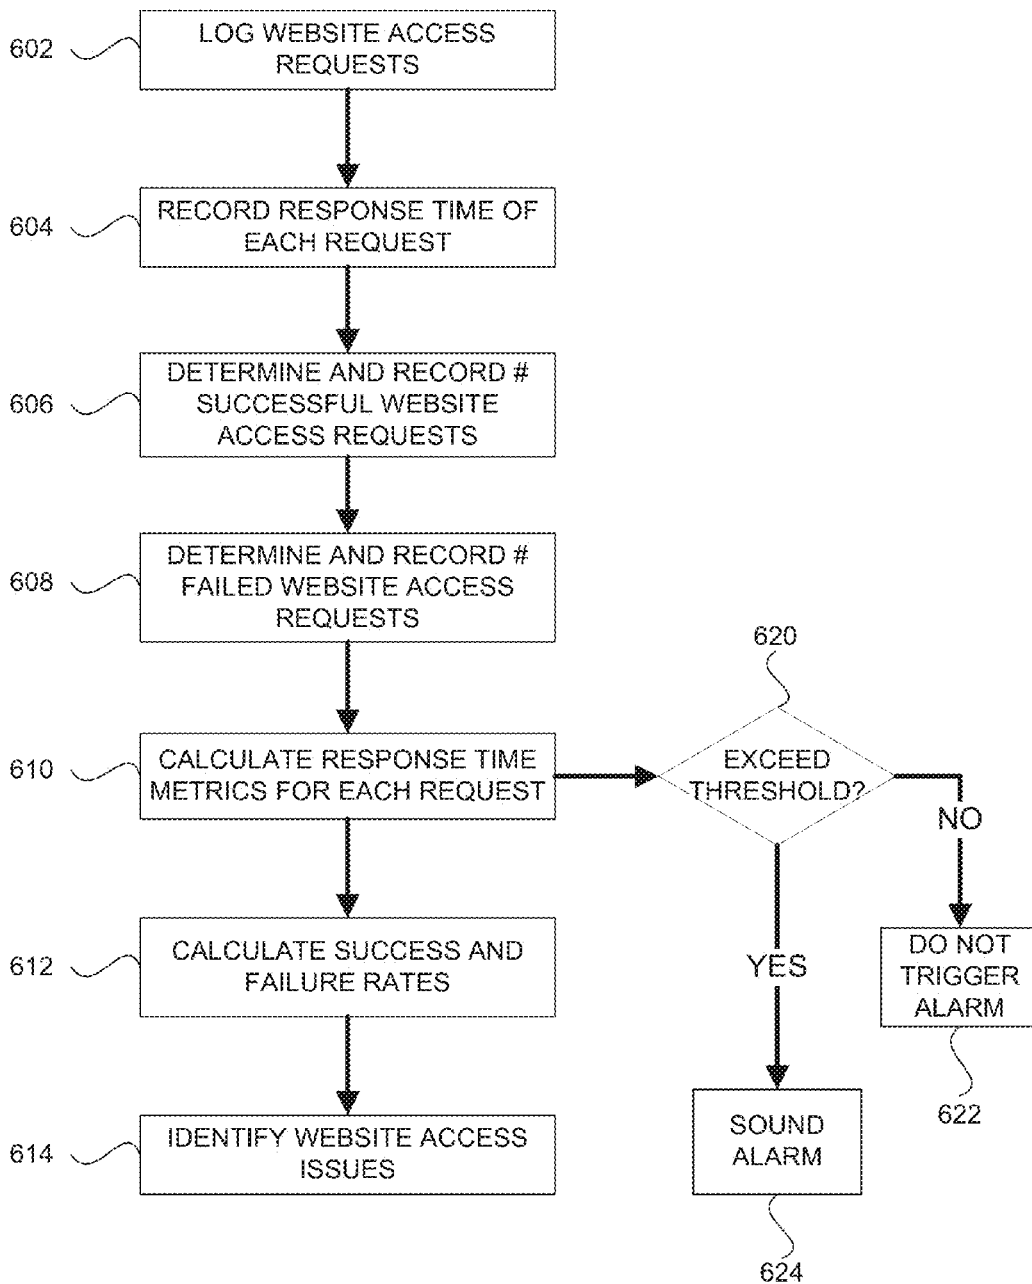 602
LOG WEBSITE ACCESS
REQUESTS
604
RECORD RESPONSE TIME OF
EACH REQUEST
606
DETERMINE AND RECORD #
SUCCESSFUL WEBSITE
ACCESS REQUESTS
608
DETERMINE AND RECORD #
FAILED WEBSITE ACCESS
REQUESTS
610
CALCULATE RESPONSE TIME
METRICS FOR EACH REQUEST
620
EXCEED
THRESHOLD?
NO
YES
612
CALCULATE SUCCESS AND
FAILURE RATES
DO NOT
TRIGGER
ALARM
622
614
IDENTIFY WEBSITE ACCESS
ISSUES
SOUND
ALARM
624